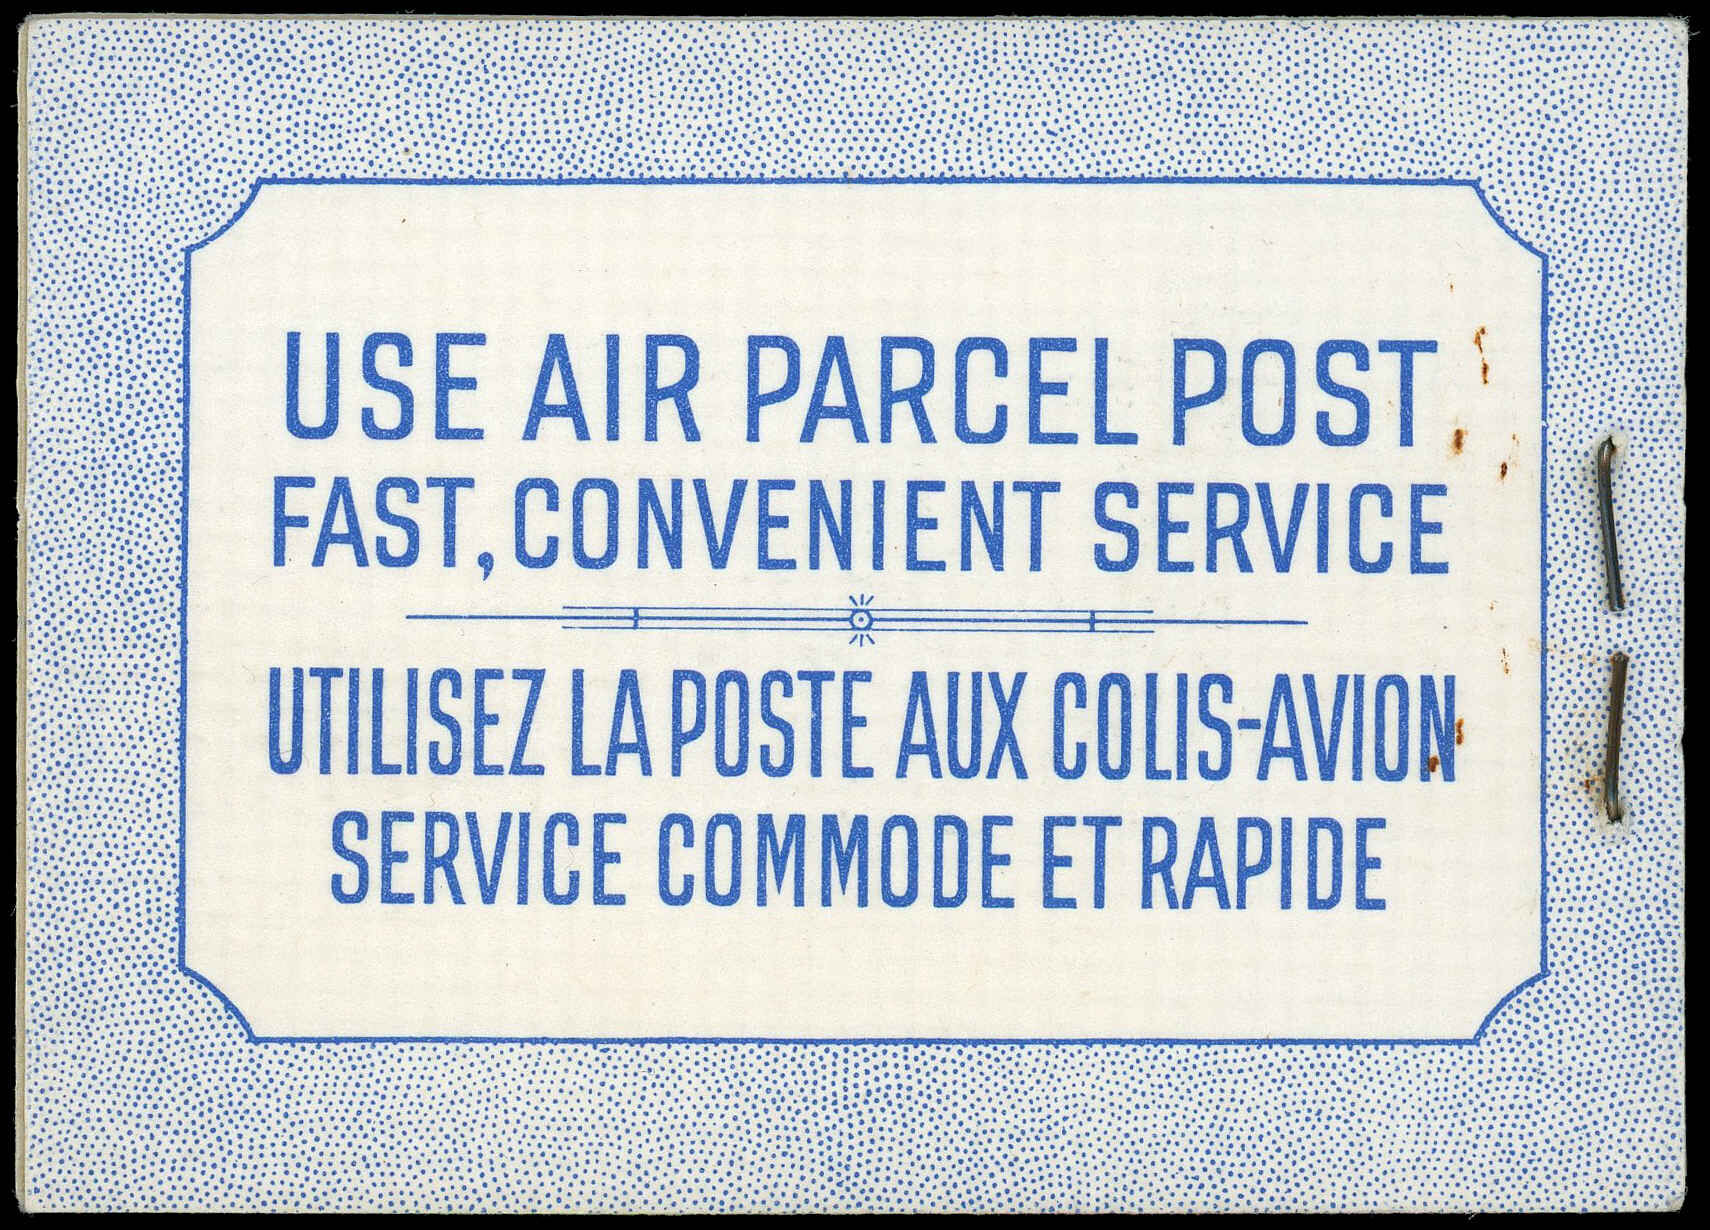 USE AIR PARCEL POST
FAST, CONVENIENT SERVICE
UTILISEZ LA POSTE AUX COLIS-AVION
SERVICE COMMODE ET RAPIDE